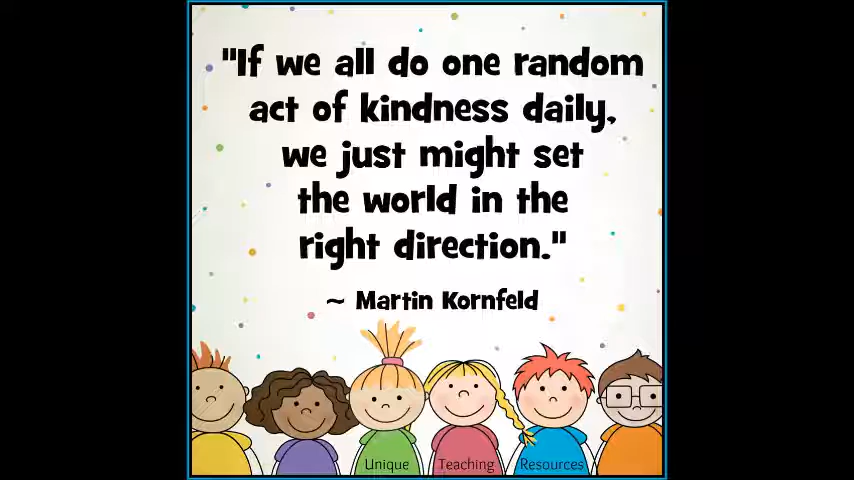 "If we all do one random
act of kindness daily,
we just might set
the world in the
right direction."
~ Martin Kornfeld
Unique Teaching Resources